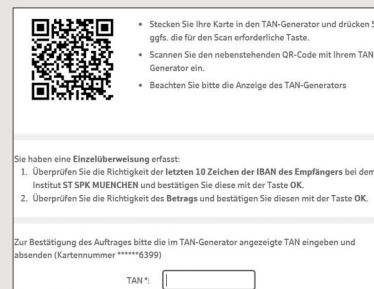 Stecken Sie Ihre Karte in den TAN-Generator und drücken
ggfs. die für den Scan erforderliche Taste.
Scannen Sie den nebenstehenden QR-Code mit Ihrem TAN-
Generator ein.
Beachten Sie bitte die Anzeige des TAN-Generators
Sie haben eine Einzelüberweisung erfasst:
1. Überprüfen Sie die Richtigkeit der letzten 10 Zeichen der IBAN des Empfängers bei dem
Institut ST SPK MUENCHEN und bestätigen Sie diese mit der Taste OK.
2. Überprüfen Sie die Richtigkeit des Betrags und bestätigen Sie diesen mit der Taste OK.
Zur Bestätigung des Auftrages bitte die im TAN-Generator angezeigte TAN eingeben und
absenden (Kartennummer ******6399)
TAN*: